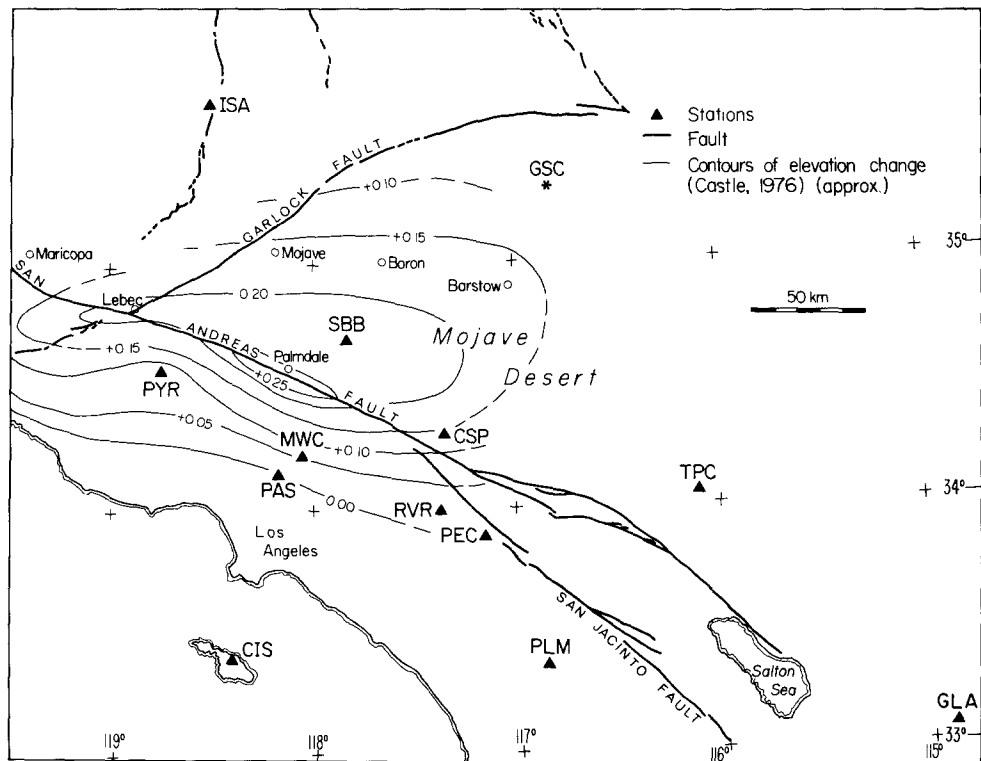 ISA
Stations
Fault
Contours of elevation change
(Castle, 1976) (approx.)
GSC
+0.10
GARLOCK FAULT
+0.15
35°
Maricopa
Mojave
Boron
Barstow
SAN ANDREAS FAULT
Lebec
0.20
50 km
SBB
Mojave
Desert
+0.15
Palmdale
+0.25
PYR
+0.05
MWC
+0.10
CSP
TPC
34°
PAS
0.00
RVR
PEC
Los
Angeles
SAN JACINTO FAULT
CIS
PLM
Salton
Sea
GLA
33°
119°
118°
117°
116°
115°